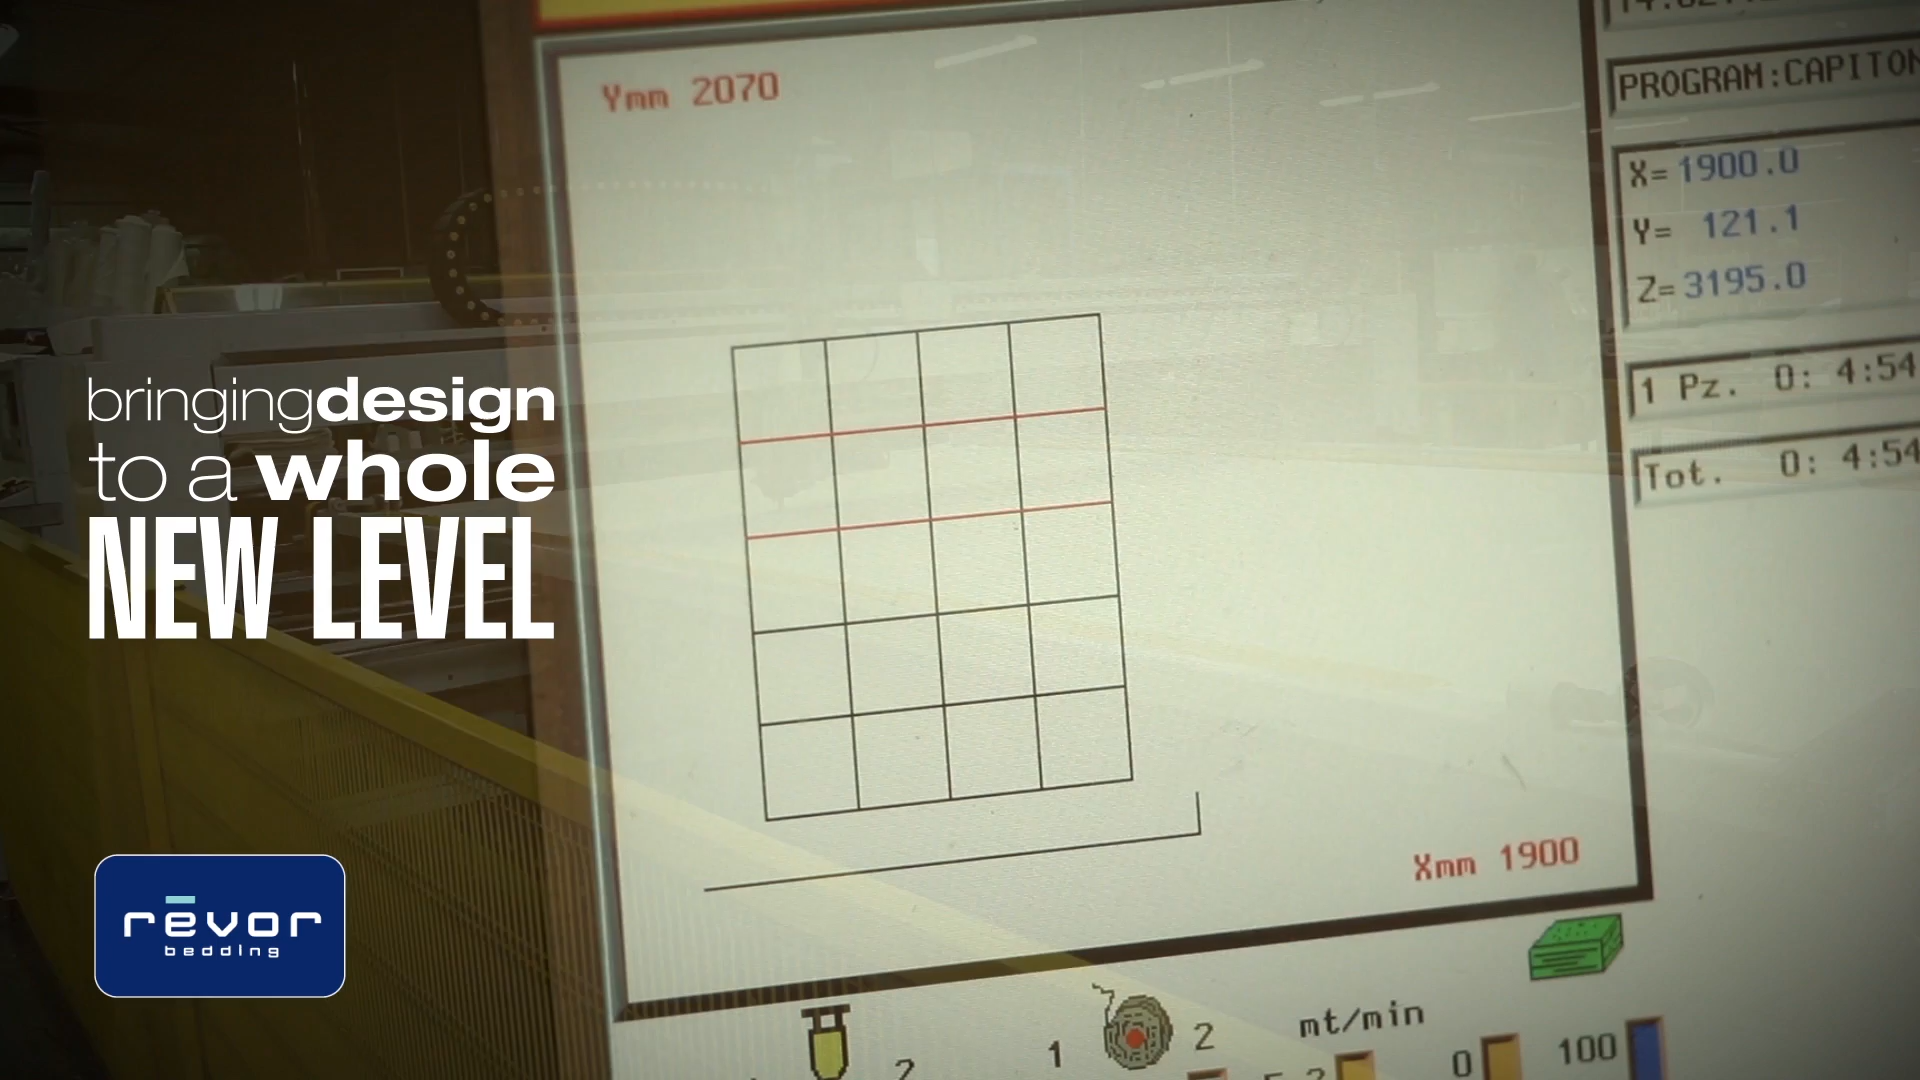 Ymm 2070
PROGRAM:CAPITON
X= 1900.0
Y= 121.1
Z= 3195.0
1 Pz. 0: 4:54
Tot. 0: 4:54
bringingdesign
to a whole
NEW LEVEL
Xmm 1900
rēvor
bedding
mt/min
1 2
2 0 100